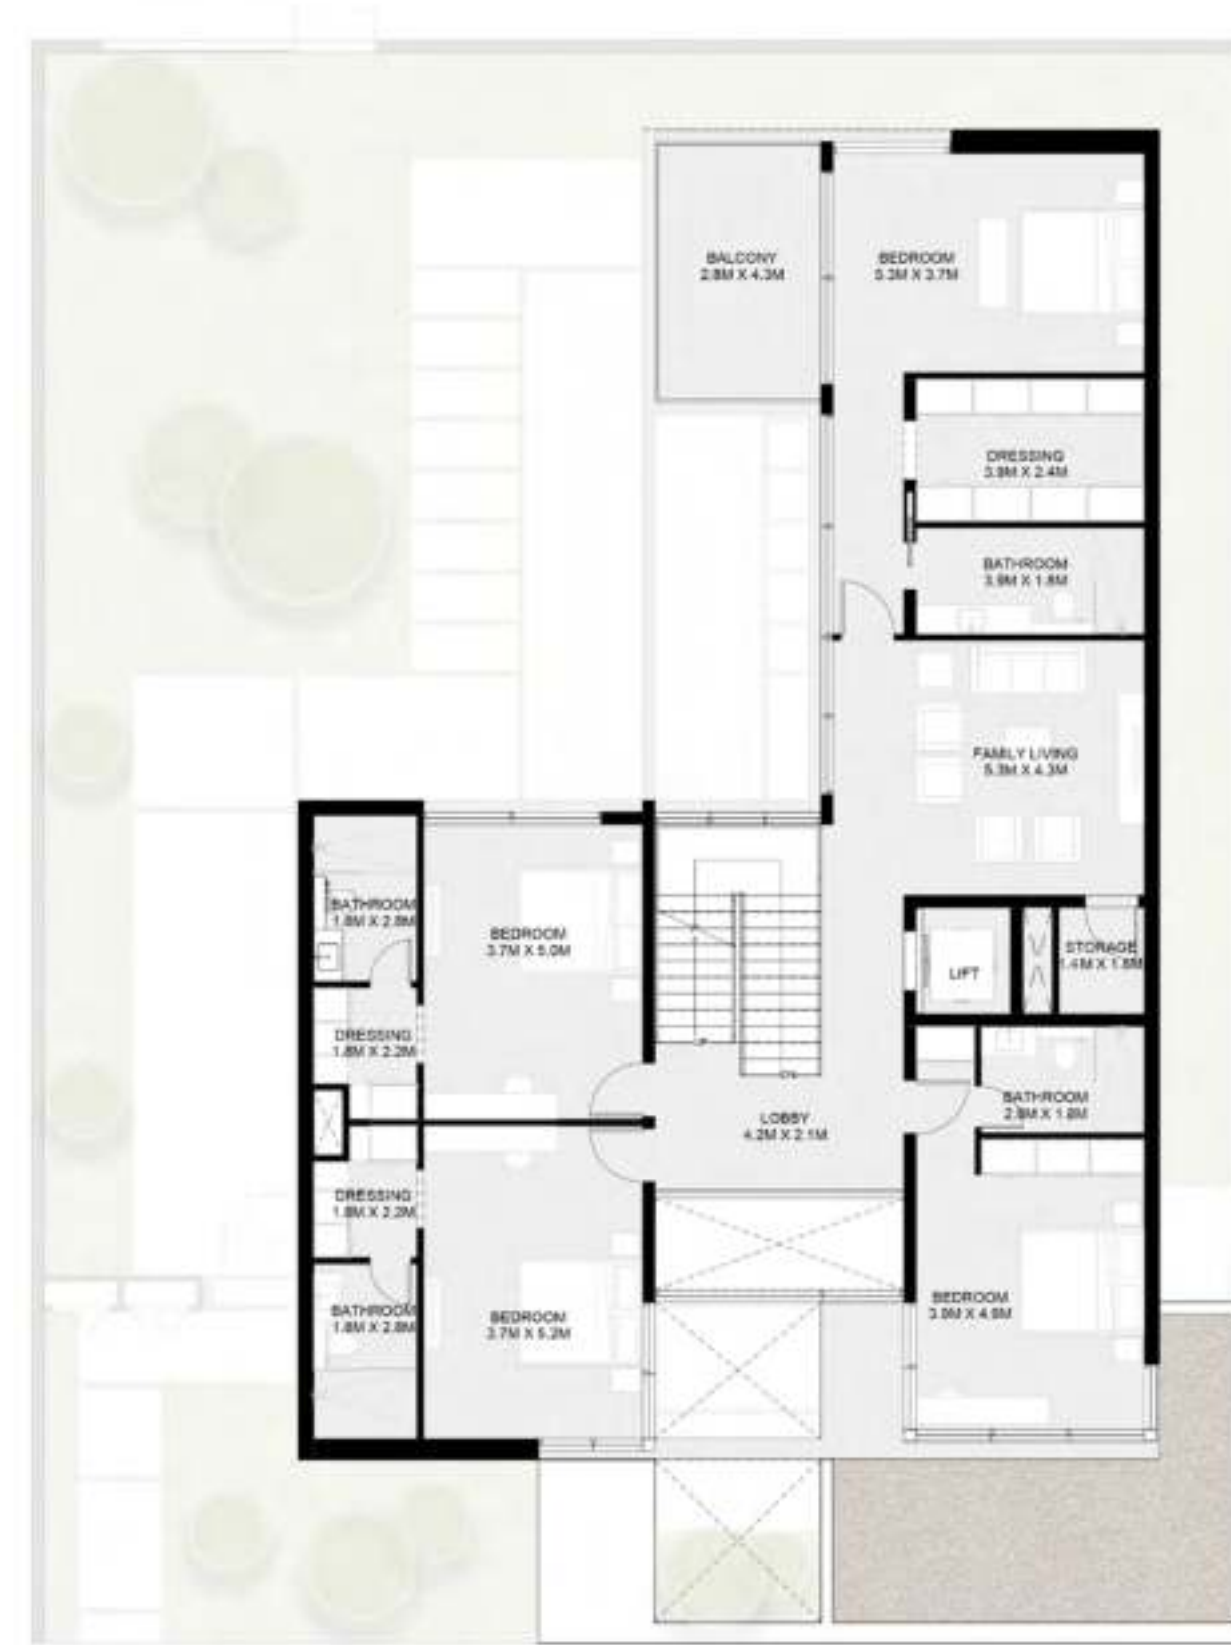 BALCONY
2.8M X 4.3M
BEDROOM
5.3M X 3.7M
DRESSING
3.9M X 2.4M
BATHROOM
3.9M X 1.8M
FAMILY LIVING
5.3M X 4.3M
BATHROOM
1.8M X 2.8M
BEDROOM
3.7M X 5.0M
LIFT
STORAGE
1.4M X 1.8M
DRESSING
1.8M X 2.2M
UP
LOBBY
4.2M X 2.1M
BATHROOM
2.8M X 1.8M
DRESSING
1.8M X 2.2M
BATHROOM
1.8M X 2.8M
BEDROOM
3.7M X 5.2M
BEDROOM
3.9M X 4.8M